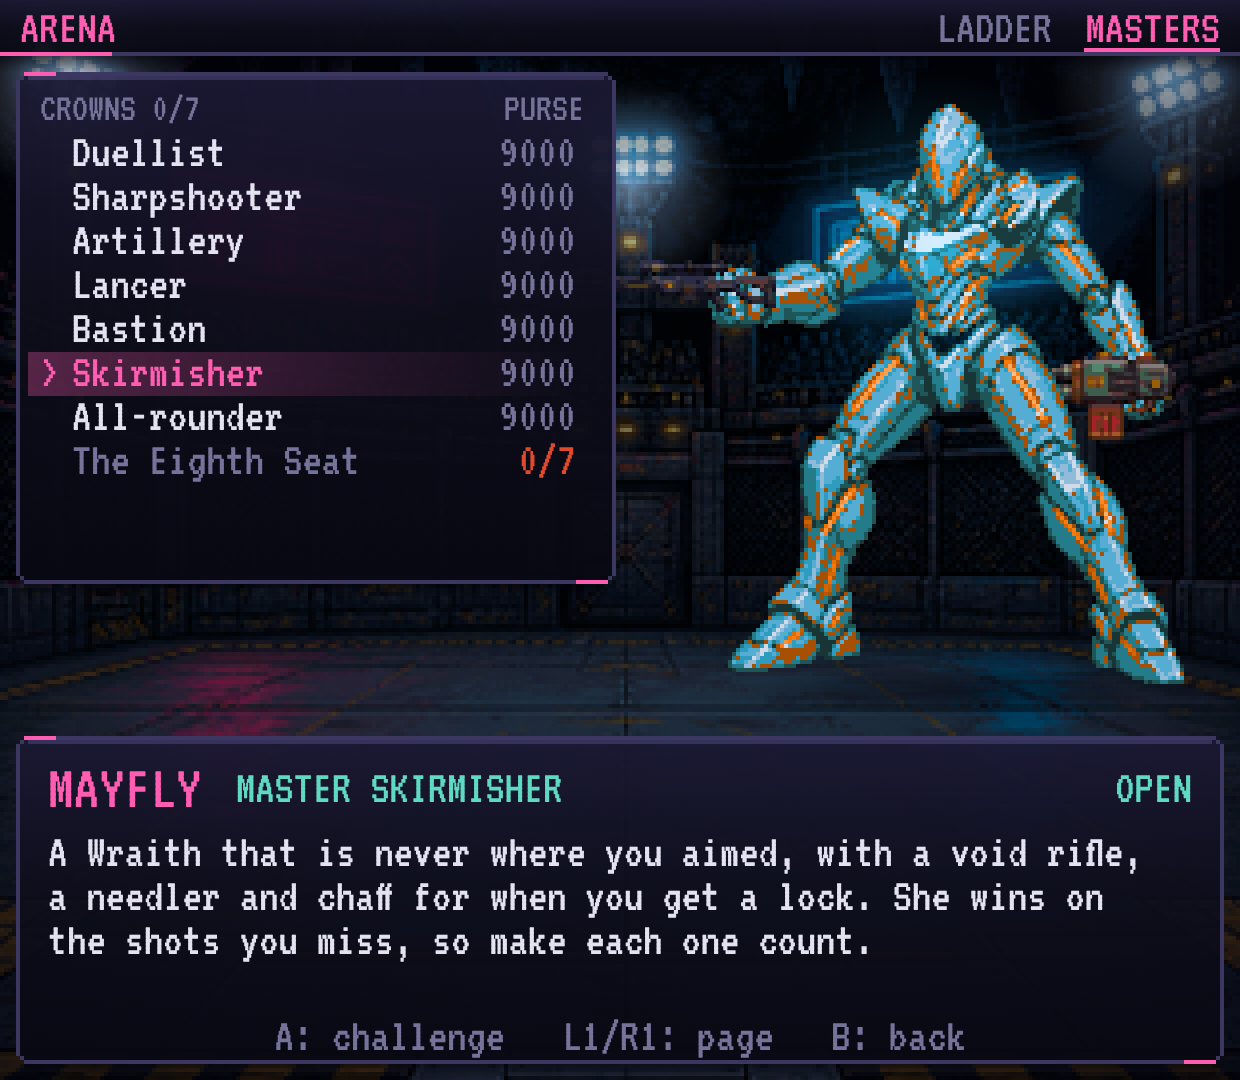 ARENA LADDER MASTERS
CROWNS 0/7 PURSE
Duellist 9000
Sharpshooter 9000
Artillery 9000
Lancer 9000
Bastion 9000
> Skirmisher 9000
All-rounder 9000
The Eighth Seat 0/7
MAYFLY MASTER SKIRMISHER OPEN
A Wraith that is never where you aimed, with a void rifle,
a needler and chaff for when you get a lock. She wins on
the shots you miss, so make each one count.
A: challenge L1/R1: page B: back